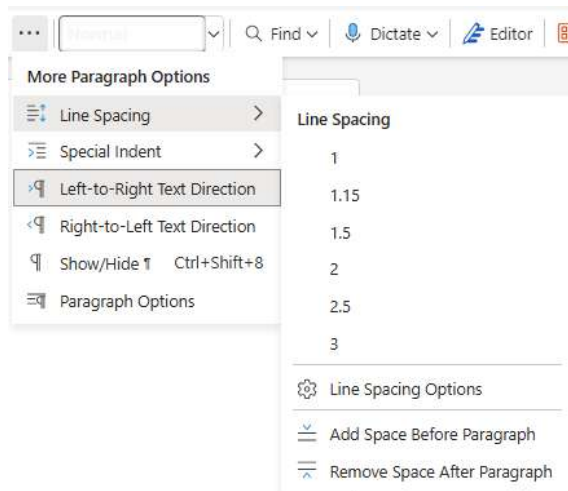 Normal
Find
Dictate
Editor
More Paragraph Options
Line Spacing
Special Indent
Left-to-Right Text Direction
Right-to-Left Text Direction
Show/Hide ¶ Ctrl+Shift+8
Paragraph Options
Line Spacing
1
1.15
1.5
2
2.5
3
Line Spacing Options
Add Space Before Paragraph
Remove Space After Paragraph